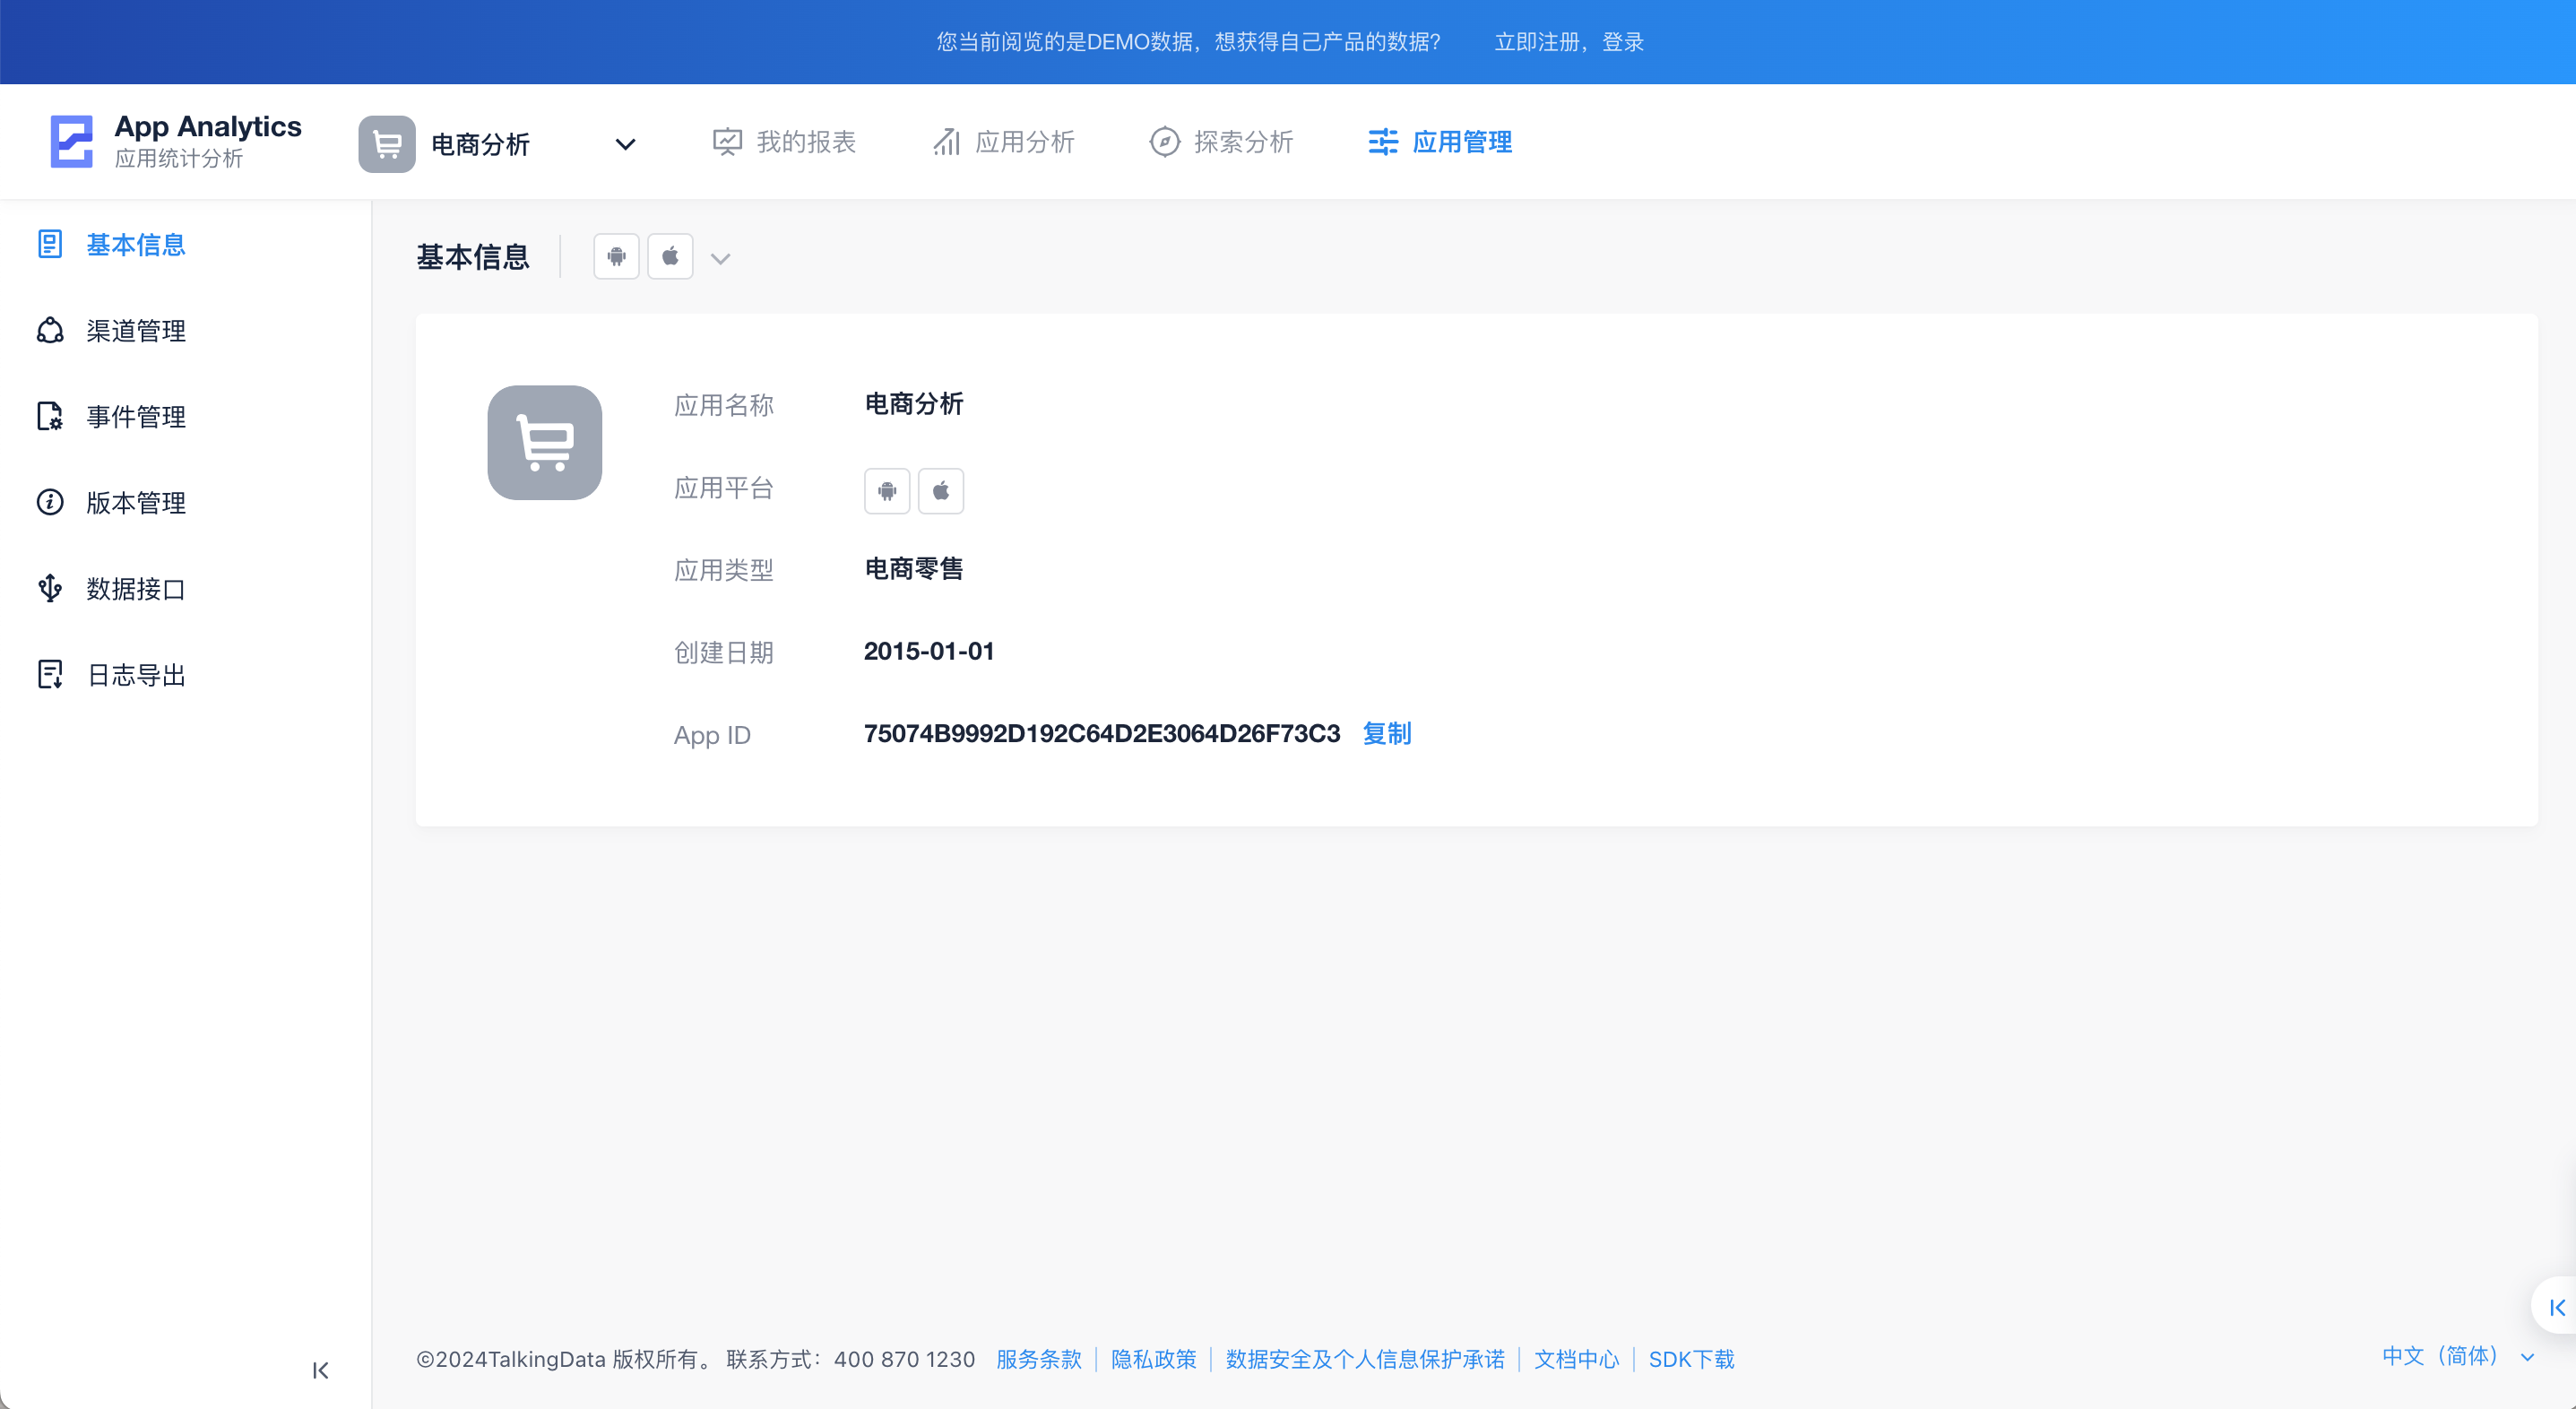 您当前阅览的是DEMO数据，想获得自己产品的数据？ 立即注册，登录
App Analytics
应用统计分析
电商分析
我的报表
应用分析
探索分析
应用管理
基本信息
渠道管理
事件管理
版本管理
数据接口
日志导出
基本信息
应用名称 电商分析
应用平台
应用类型 电商零售
创建日期 2015-01-01
App ID 75074B9992D192C64D2E3064D26F73C3 复制
©2024TalkingData 版权所有。 联系方式：400 870 1230 服务条款 隐私政策 数据安全及个人信息保护承诺 文档中心 SDK下载
中文（简体）